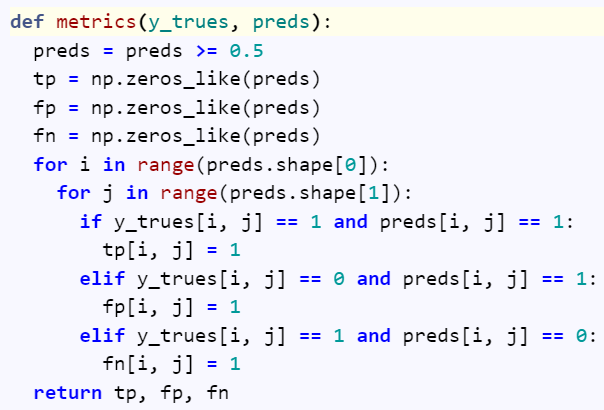 def metrics(y_trues, preds):
  preds = preds >= 0.5
  tp = np.zeros_like(preds)
  fp = np.zeros_like(preds)
  fn = np.zeros_like(preds)
  for i in range(preds.shape[0]):
    for j in range(preds.shape[1]):
      if y_trues[i, j] == 1 and preds[i, j] == 1:
        tp[i, j] = 1
      elif y_trues[i, j] == 0 and preds[i, j] == 1:
        fp[i, j] = 1
      elif y_trues[i, j] == 1 and preds[i, j] == 0:
        fn[i, j] = 1
  return tp, fp, fn